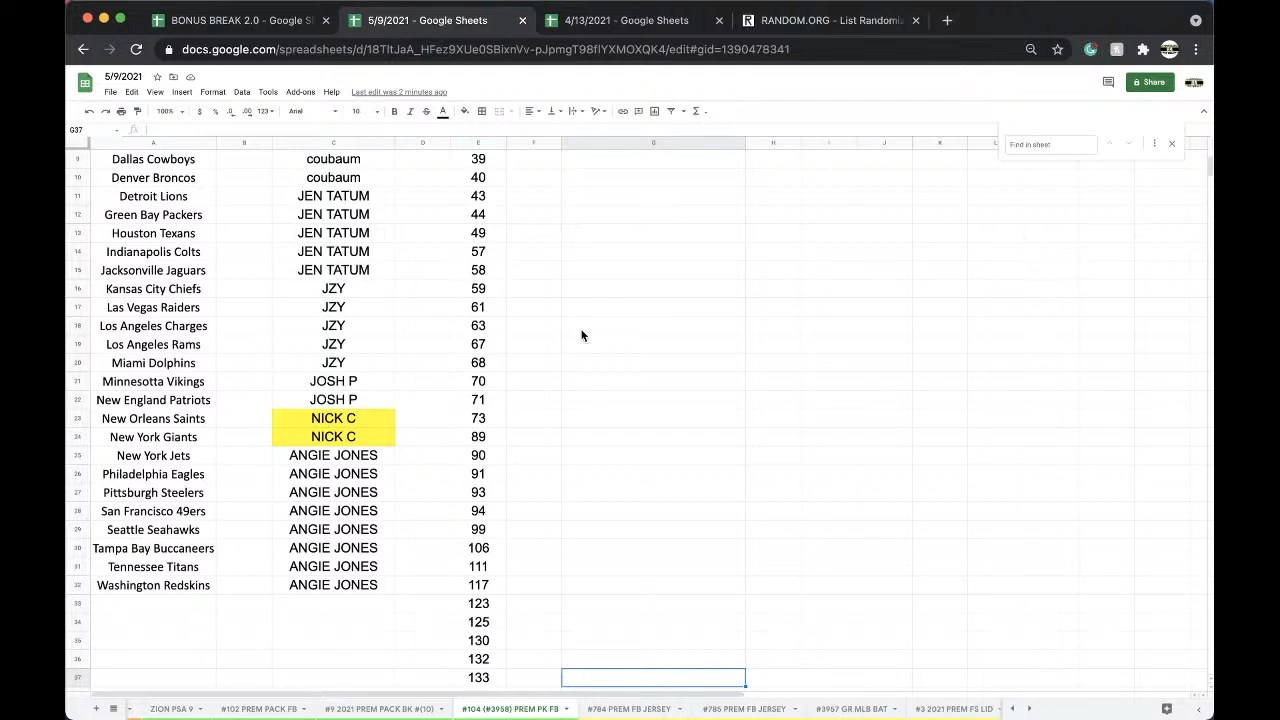 BONUS BREAK 2.0 - Google Sh
5/9/2021 - Google Sheets
4/13/2021 - Google Sheets
RANDOM.ORG - List Randomiz
docs.google.com/spreadsheets/d/18TltJaA_HFez9XUe0SBixnVv-pJpmgT98flYXMOXQK4/edit#gid=1390478341
5/9/2021
File Edit View Insert Format Data Tools Add-ons Help Last edit was 2 minutes ago
Share
100% $ % .0 .00 123 Arial 10 B I S A
G37 fx
Find in sheet
A B C D E F G H I J K L
9 Dallas Cowboys coubaum 39
10 Denver Broncos coubaum 40
11 Detroit Lions JEN TATUM 43
12 Green Bay Packers JEN TATUM 44
13 Houston Texans JEN TATUM 49
14 Indianapolis Colts JEN TATUM 57
15 Jacksonville Jaguars JEN TATUM 58
16 Kansas City Chiefs JZY 59
17 Las Vegas Raiders JZY 61
18 Los Angeles Charges JZY 63
19 Los Angeles Rams JZY 67
20 Miami Dolphins JZY 68
21 Minnesotta Vikings JOSH P 70
22 New England Patriots JOSH P 71
23 New Orleans Saints NICK C 73
24 New York Giants NICK C 89
25 New York Jets ANGIE JONES 90
26 Philadelphia Eagles ANGIE JONES 91
27 Pittsburgh Steelers ANGIE JONES 93
28 San Francisco 49ers ANGIE JONES 94
29 Seattle Seahawks ANGIE JONES 99
30 Tampa Bay Buccaneers ANGIE JONES 106
31 Tennessee Titans ANGIE JONES 111
32 Washington Redskins ANGIE JONES 117
33 123
34 125
35 130
36 132
37 133
ZION PSA 9 #102 PREM PACK FB #9 2021 PREM PACK BK #(10) #104 (#3958) PREM PK FB #784 PREM FB JERSEY #785 PREM FB JERSEY #3957 GR MLB BAT #3 2021 PREM FS LID